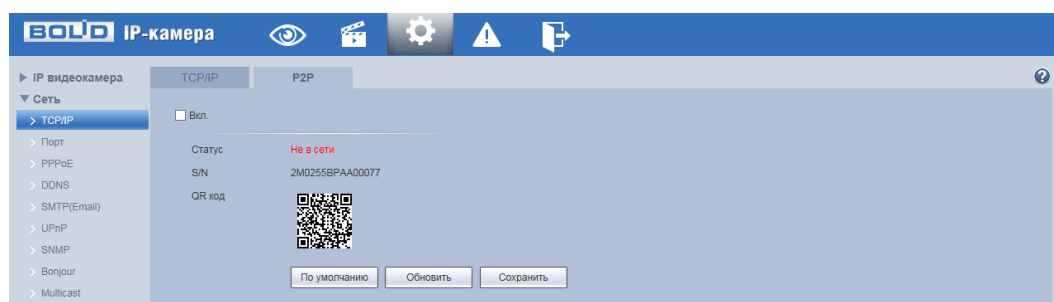 BOLID IP-камера
IP видеокамера
TCP/IP P2P
Сеть
TCP/IP
Вкл.
Порт
Статус Не в сети
PPPoE
S/N 2M0255BPAA00077
DDNS
QR код
SMTP(Email)
UPnP
SNMP
Bonjour
По умолчанию Обновить Сохранить
Multicast